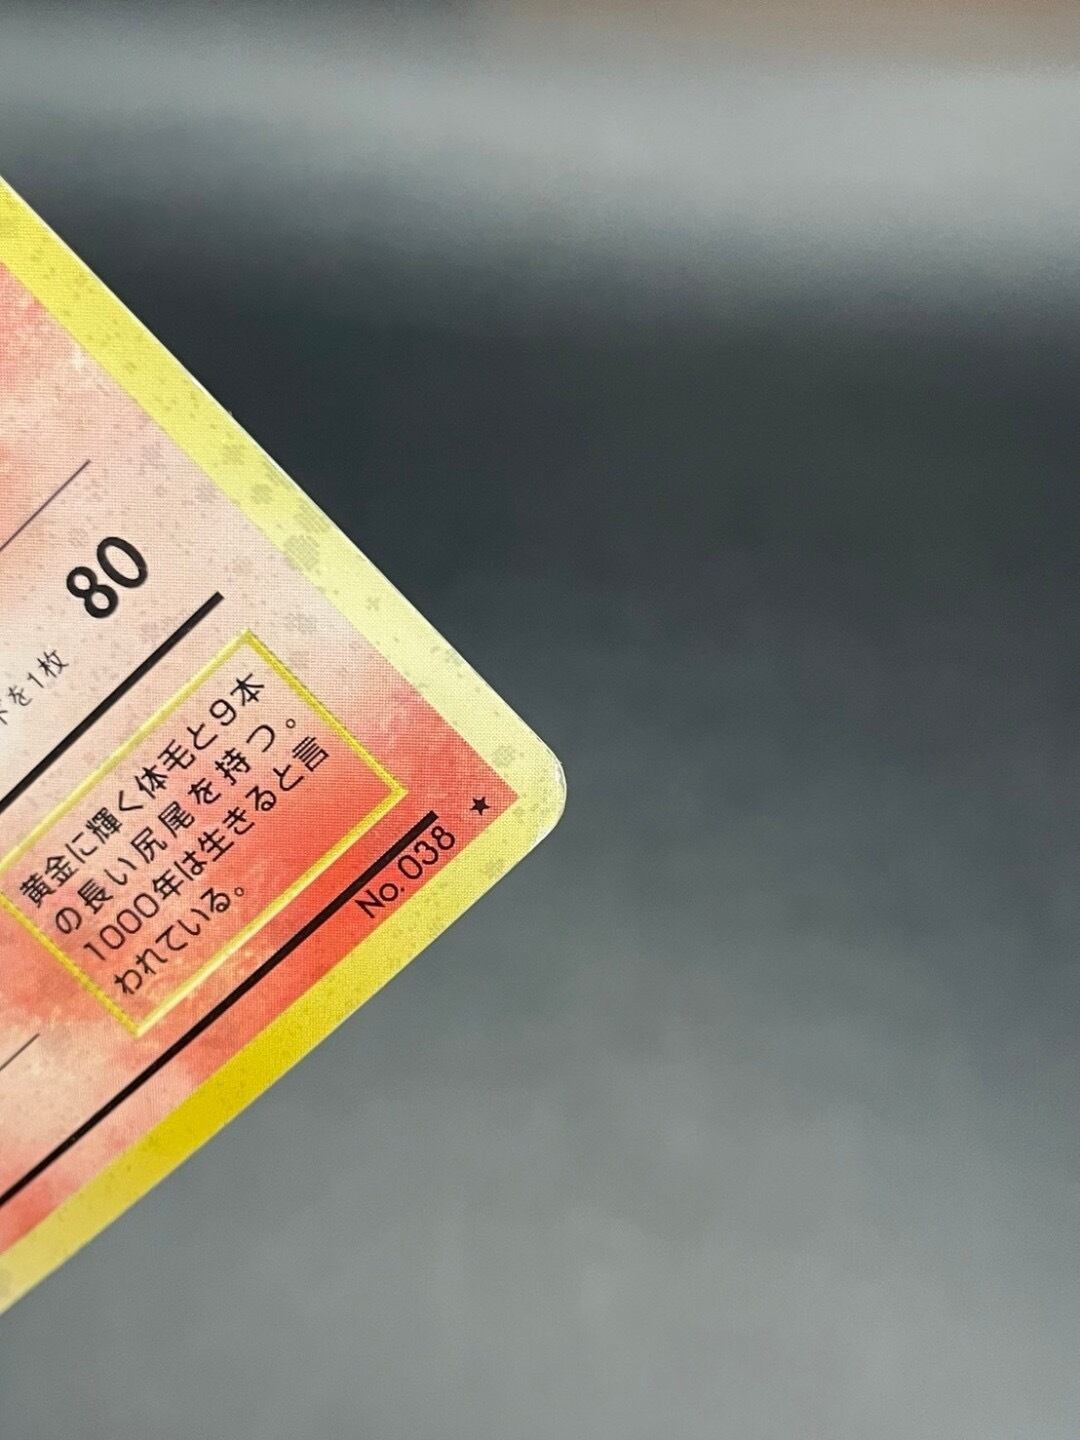 80
ドを1枚
黄金に輝く体毛と9本
の長い尻尾を持つ。
1000年は生きると言
われている。
No. 038 ★